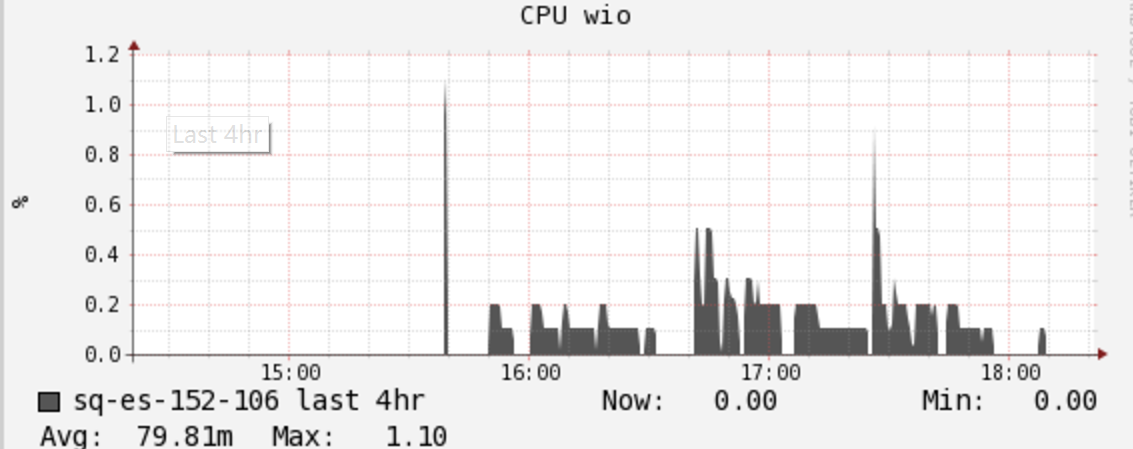 CPU wio
1.2
1.0
Last 4hr
0.8
%
0.6
0.4
0.2
0.0
15:00 16:00 17:00 18:00
sq-es-152-106 last 4hr Now: 0.00 Min: 0.00
Avg: 79.81m Max: 1.10